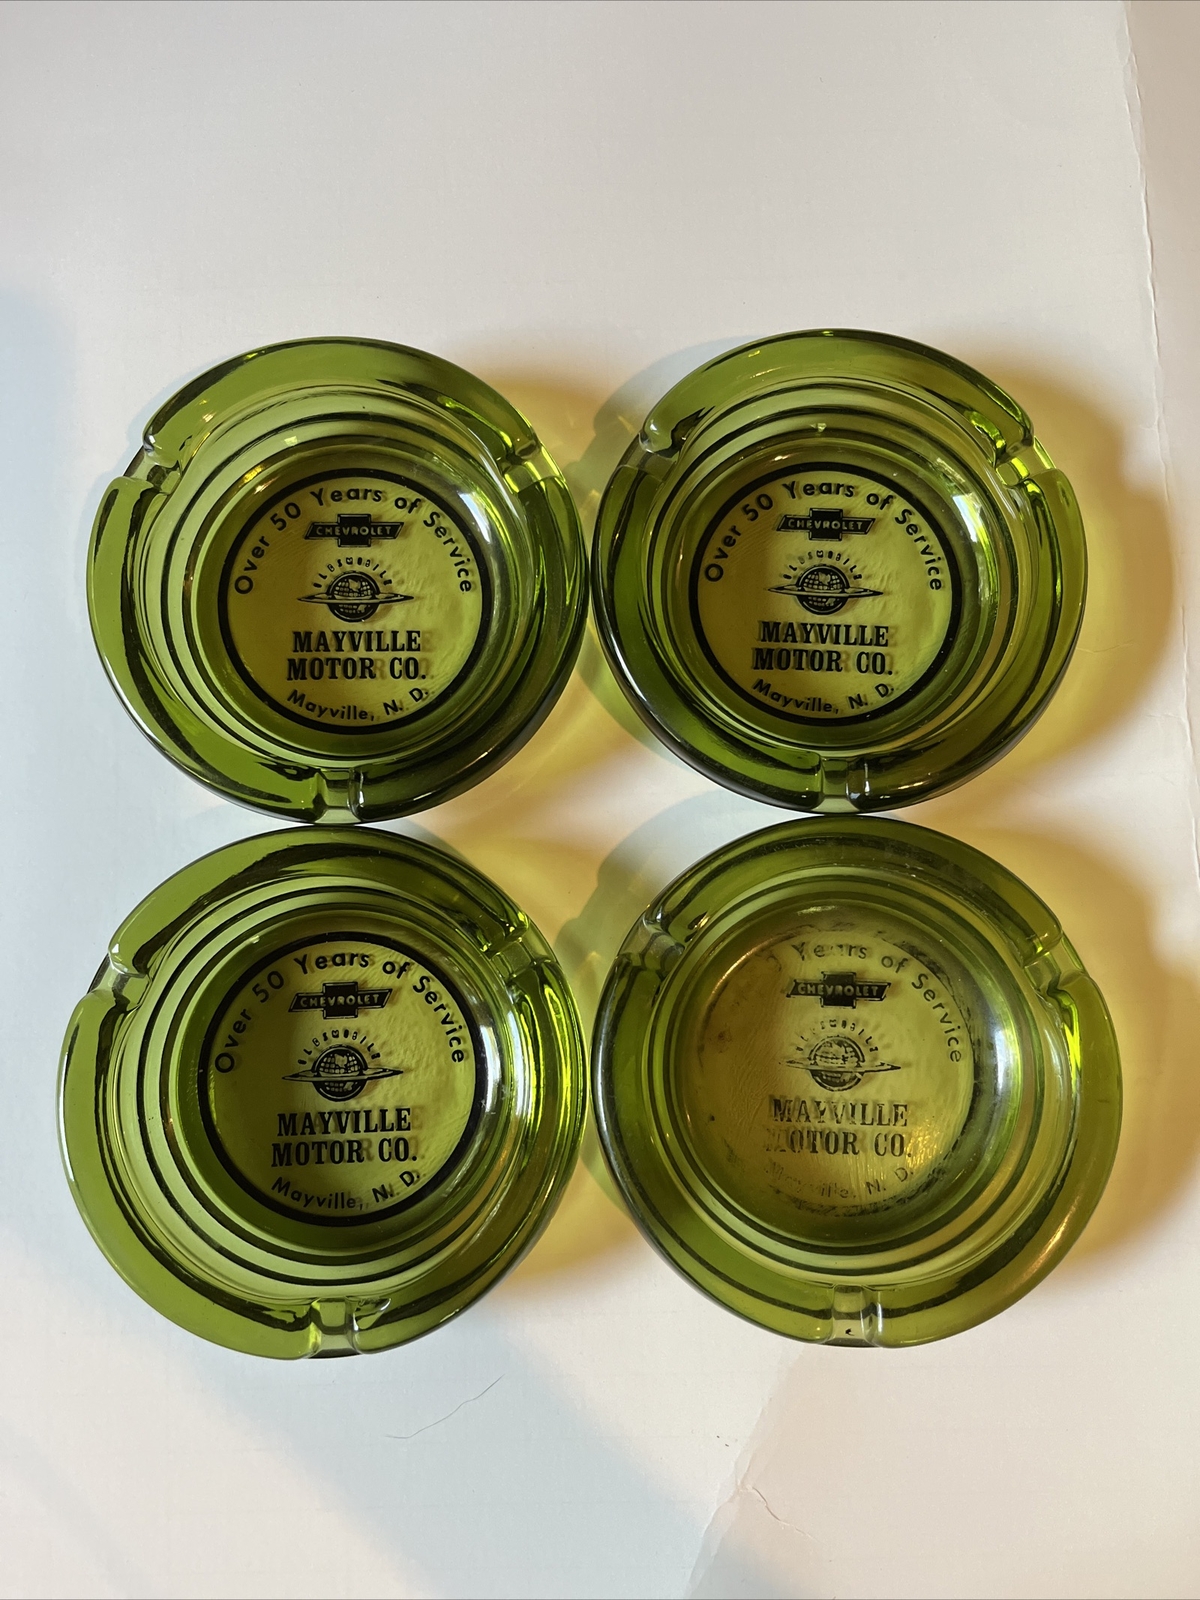 Over 50 Years of Service
CHEVROLET
OLDSMOBILE
MAYVILLE
MOTOR CO.
Mayville, N. D.
Over 50 Years of Service
CHEVROLET
OLDSMOBILE
MAYVILLE
MOTOR CO.
Mayville, N. D.
Over 50 Years of Service
CHEVROLET
OLDSMOBILE
MAYVILLE
MOTOR CO.
Mayville, N. D.
Years of Service
CHEVROLET
OLDSMOBILE
MAYVILLE
MOTOR CO.
Mayville, N. D.